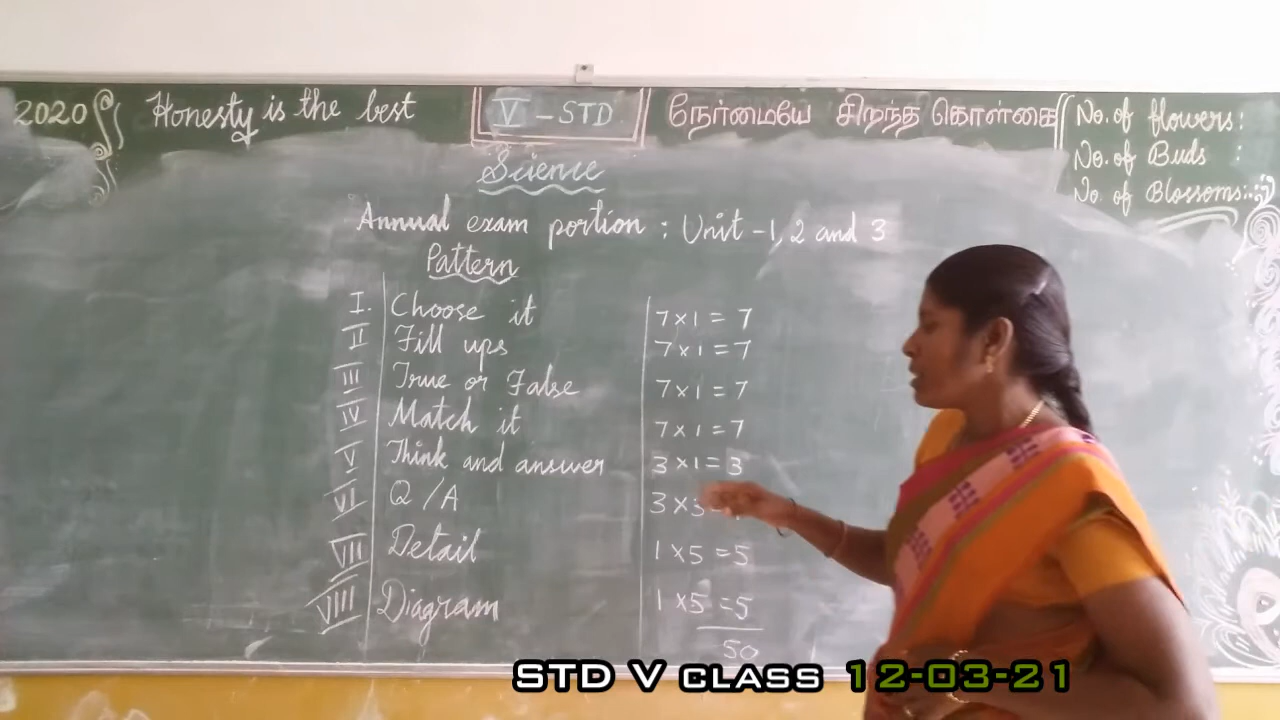 2020 Honesty is the best
V - STD
நேர்மையே சிறந்த கொள்கை
No. of flowers:
No. of Buds :
No. of Blossoms:
Science
Annual exam portion : Unit - 1, 2 and 3
Pattern
I. Choose it 7 x 1 = 7
II Fill ups 7 x 1 = 7
III True or False 7 x 1 = 7
IV Match it 7 x 1 = 7
V Think and answer 3 x 1 = 3
VI Q/A 3 x 3
VII Detail 1 x 5 = 5
VIII Diagram 1 x 5 = 5
50
STD V CLASS 12-03-21